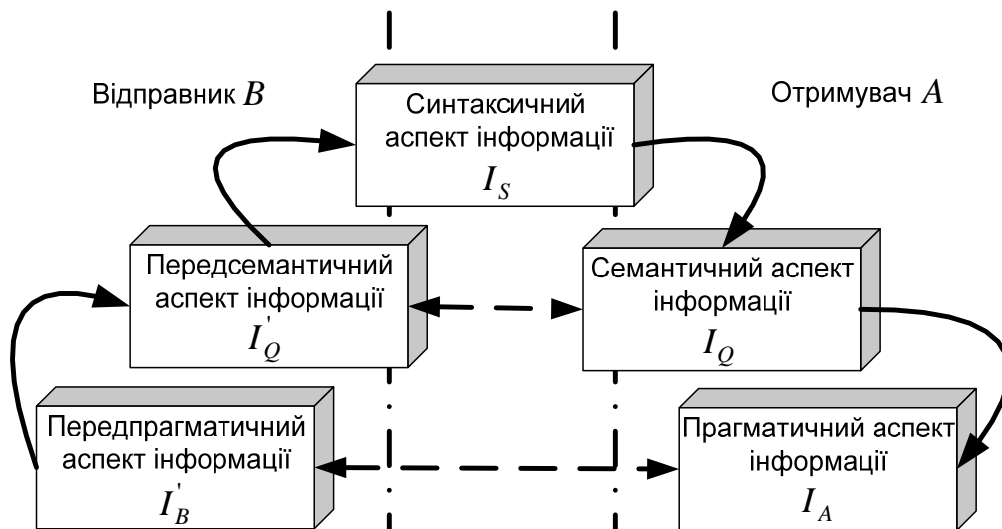 Відправник B
Отримувач A
Синтаксичний
аспект інформації
I_S
Передсемантичний
аспект інформації
I'_Q
Семантичний аспект
інформації
I_Q
Передпрагматичний
аспект інформації
I'_B
Прагматичний аспект
інформації
I_A